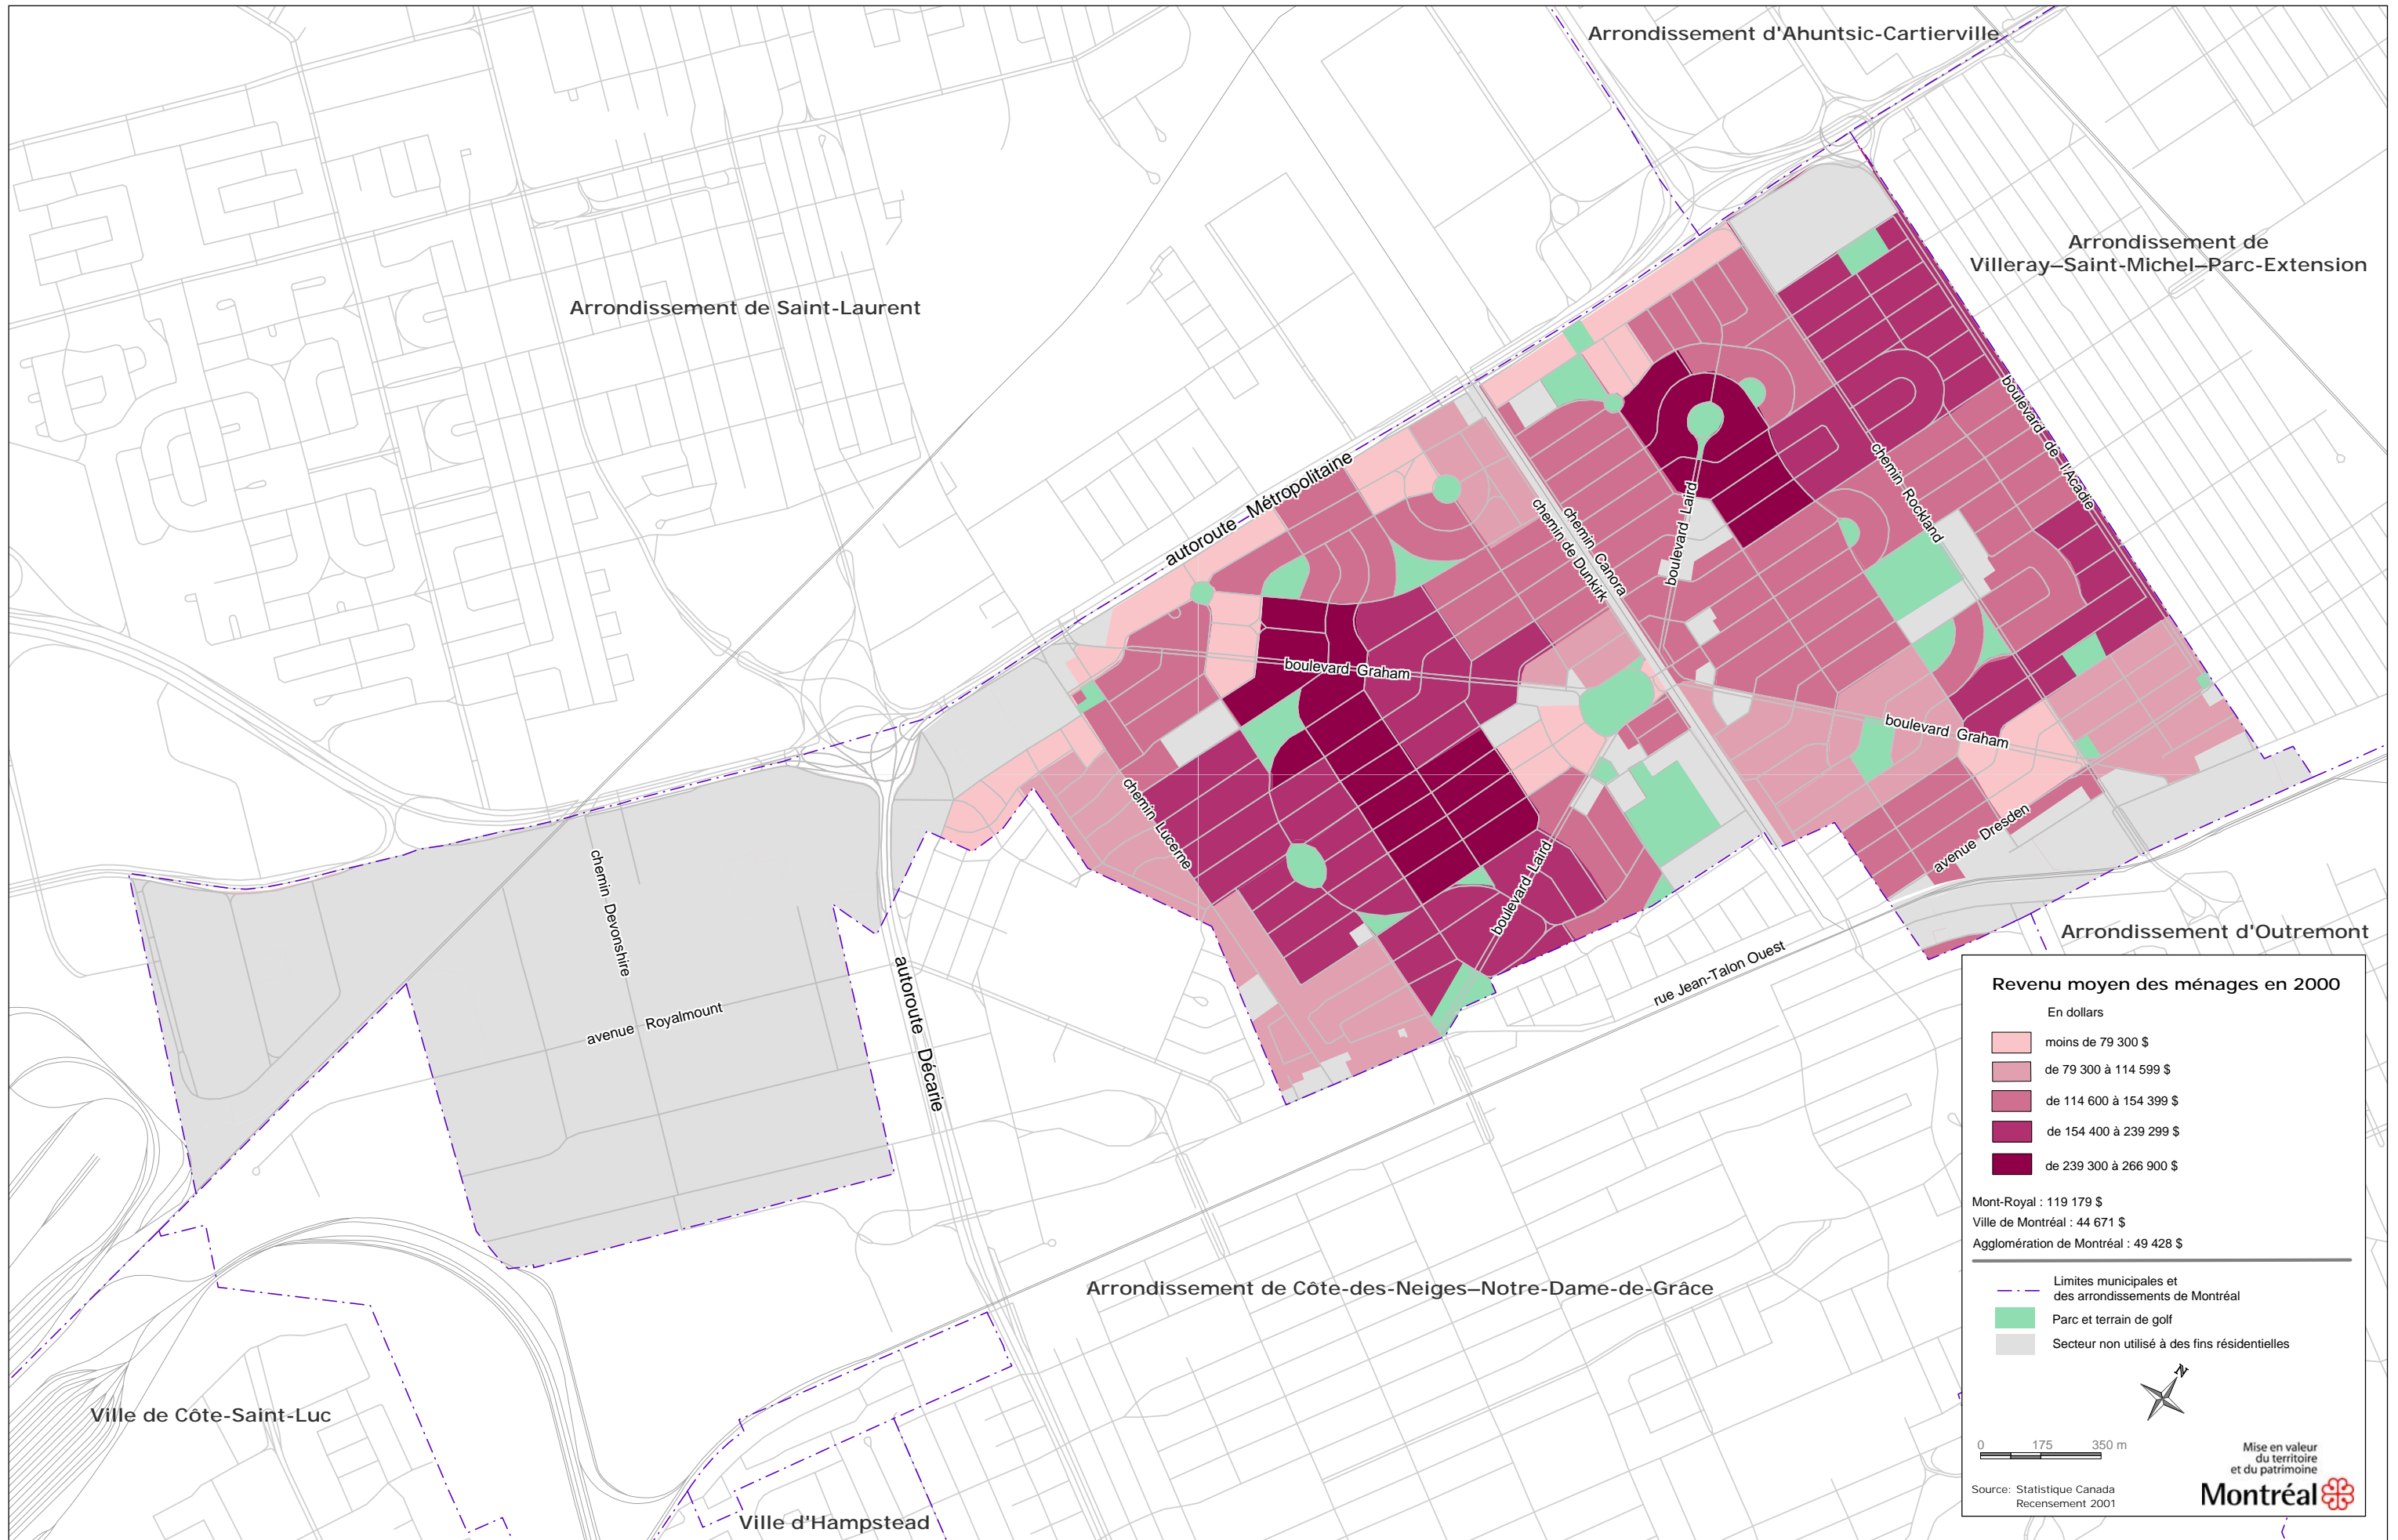 Arrondissement d'Ahuntsic-Cartierville
Arrondissement de
Villeray–Saint-Michel–Parc-Extension
Arrondissement de Saint-Laurent
autoroute Métropolitaine
boulevard de l'Acadie
chemin Rockland
boulevard Laird
chemin Canora
chemin de Dunkirk
boulevard Graham
boulevard Graham
chemin Lucerne
boulevard Laird
avenue Dresden
chemin Devonshire
avenue Royalmount
autoroute Décarie
rue Jean-Talon Ouest
Arrondissement d'Outremont
Arrondissement de Côte-des-Neiges–Notre-Dame-de-Grâce
Ville de Côte-Saint-Luc
Ville d'Hampstead
Revenu moyen des ménages en 2000
En dollars
moins de 79 300 $
de 79 300 à 114 599 $
de 114 600 à 154 399 $
de 154 400 à 239 299 $
de 239 300 à 266 900 $
Mont-Royal : 119 179 $
Ville de Montréal : 44 671 $
Agglomération de Montréal : 49 428 $
Limites municipales et
des arrondissements de Montréal
Parc et terrain de golf
Secteur non utilisé à des fins résidentielles
N
0 175 350 m
Mise en valeur
du territoire
et du patrimoine
Source: Statistique Canada
Recensement 2001
Montréal